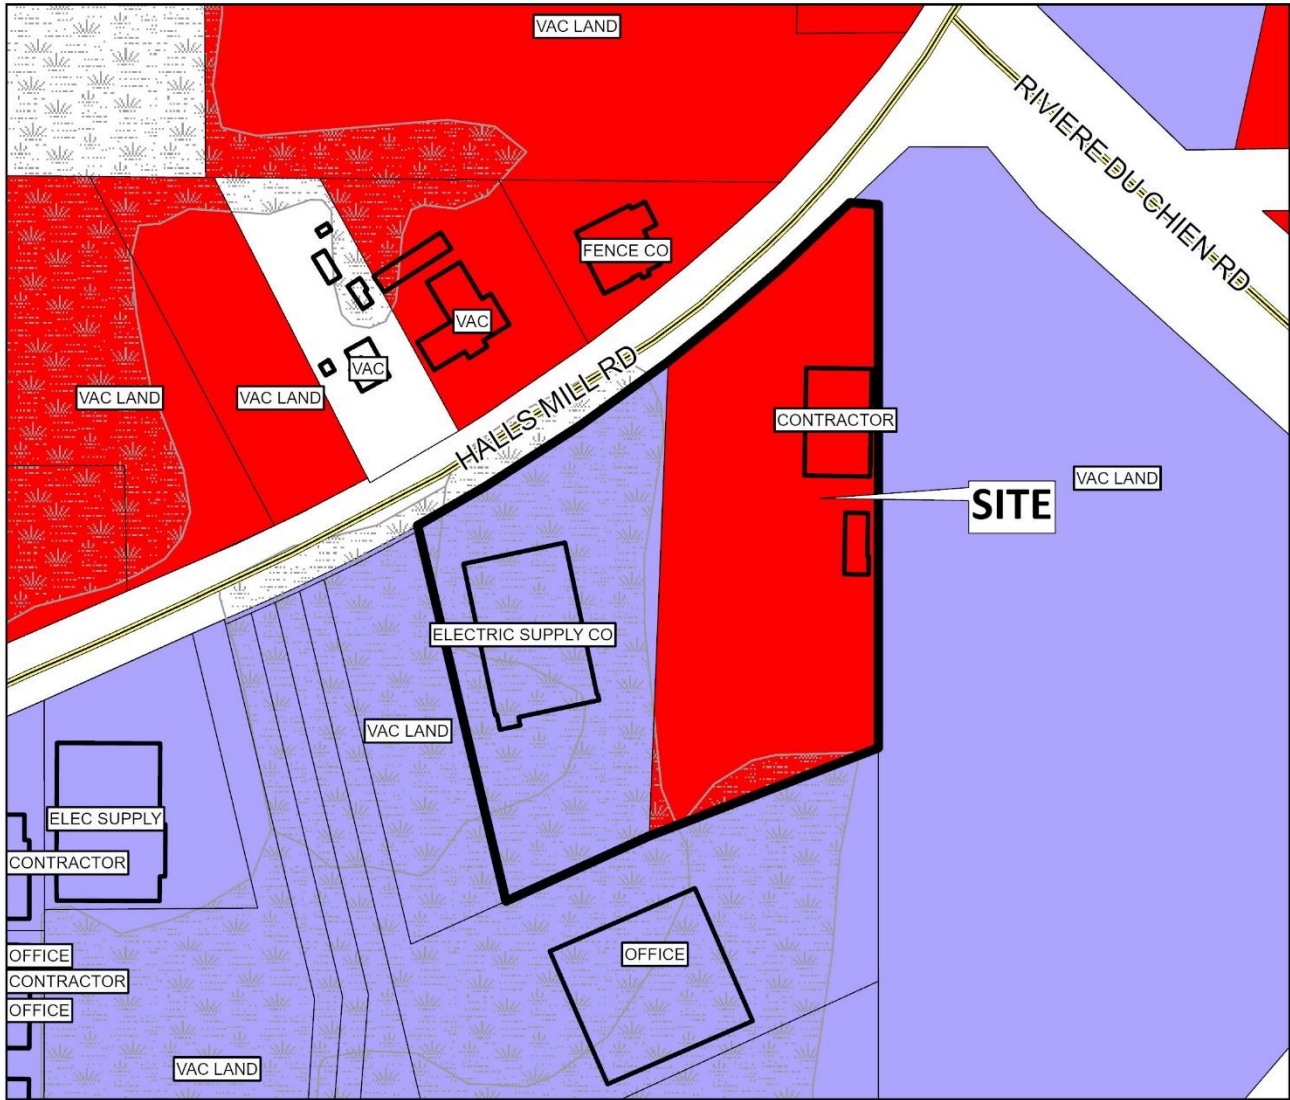 VAC LAND
RIVIERE DU CHIEN RD
FENCE CO
VAC
VAC
VAC LAND
VAC LAND
HALLS MILL RD
CONTRACTOR
VAC LAND
SITE
ELECTRIC SUPPLY CO
VAC LAND
ELEC SUPPLY
CONTRACTOR
OFFICE
OFFICE
CONTRACTOR
OFFICE
VAC LAND